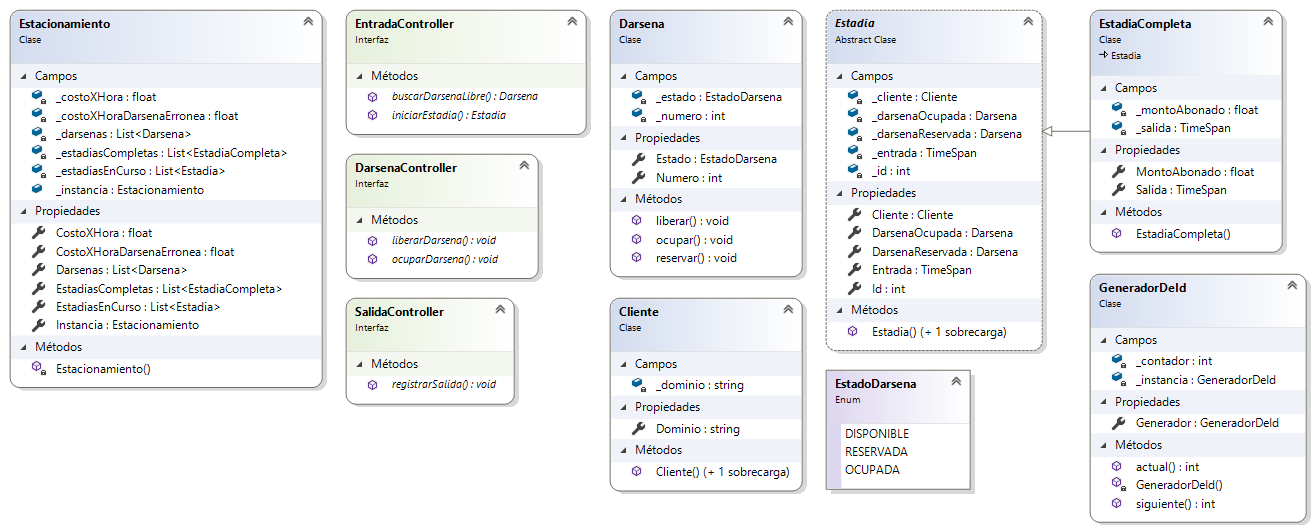 Estacionamiento
Clase
Campos
_costoXHora : float
_costoXHoraDarsenaErronea : float
_darsenas : List<Darsena>
_estadiasCompletas : List<EstadiaCompleta>
_estadiasEnCurso : List<Estadia>
_instancia : Estacionamiento
Propiedades
CostoXHora : float
CostoXHoraDarsenaErronea : float
Darsenas : List<Darsena>
EstadiasCompletas : List<EstadiaCompleta>
EstadiasEnCurso : List<Estadia>
Instancia : Estacionamiento
Métodos
Estacionamiento()
EntradaController
Interfaz
Métodos
buscarDarsenaLibre() : Darsena
iniciarEstadia() : Estadia
DarsenaController
Interfaz
Métodos
liberarDarsena() : void
ocuparDarsena() : void
SalidaController
Interfaz
Métodos
registrarSalida() : void
Darsena
Clase
Campos
_estado : EstadoDarsena
_numero : int
Propiedades
Estado : EstadoDarsena
Numero : int
Métodos
liberar() : void
ocupar() : void
reservar() : void
Cliente
Clase
Campos
_dominio : string
Propiedades
Dominio : string
Métodos
Cliente() (+ 1 sobrecarga)
Estadia
Abstract Clase
Campos
_cliente : Cliente
_darsenaOcupada : Darsena
_darsenaReservada : Darsena
_entrada : TimeSpan
_id : int
Propiedades
Cliente : Cliente
DarsenaOcupada : Darsena
DarsenaReservada : Darsena
Entrada : TimeSpan
Id : int
Métodos
Estadia() (+ 1 sobrecarga)
EstadoDarsena
Enum
DISPONIBLE
RESERVADA
OCUPADA
EstadiaCompleta
Clase
Estadia
Campos
_montoAbonado : float
_salida : TimeSpan
Propiedades
MontoAbonado : float
Salida : TimeSpan
Métodos
EstadiaCompleta()
GeneradorDeId
Clase
Campos
_contador : int
_instancia : GeneradorDeId
Propiedades
Generador : GeneradorDeId
Métodos
actual() : int
GeneradorDeId()
siguiente() : int